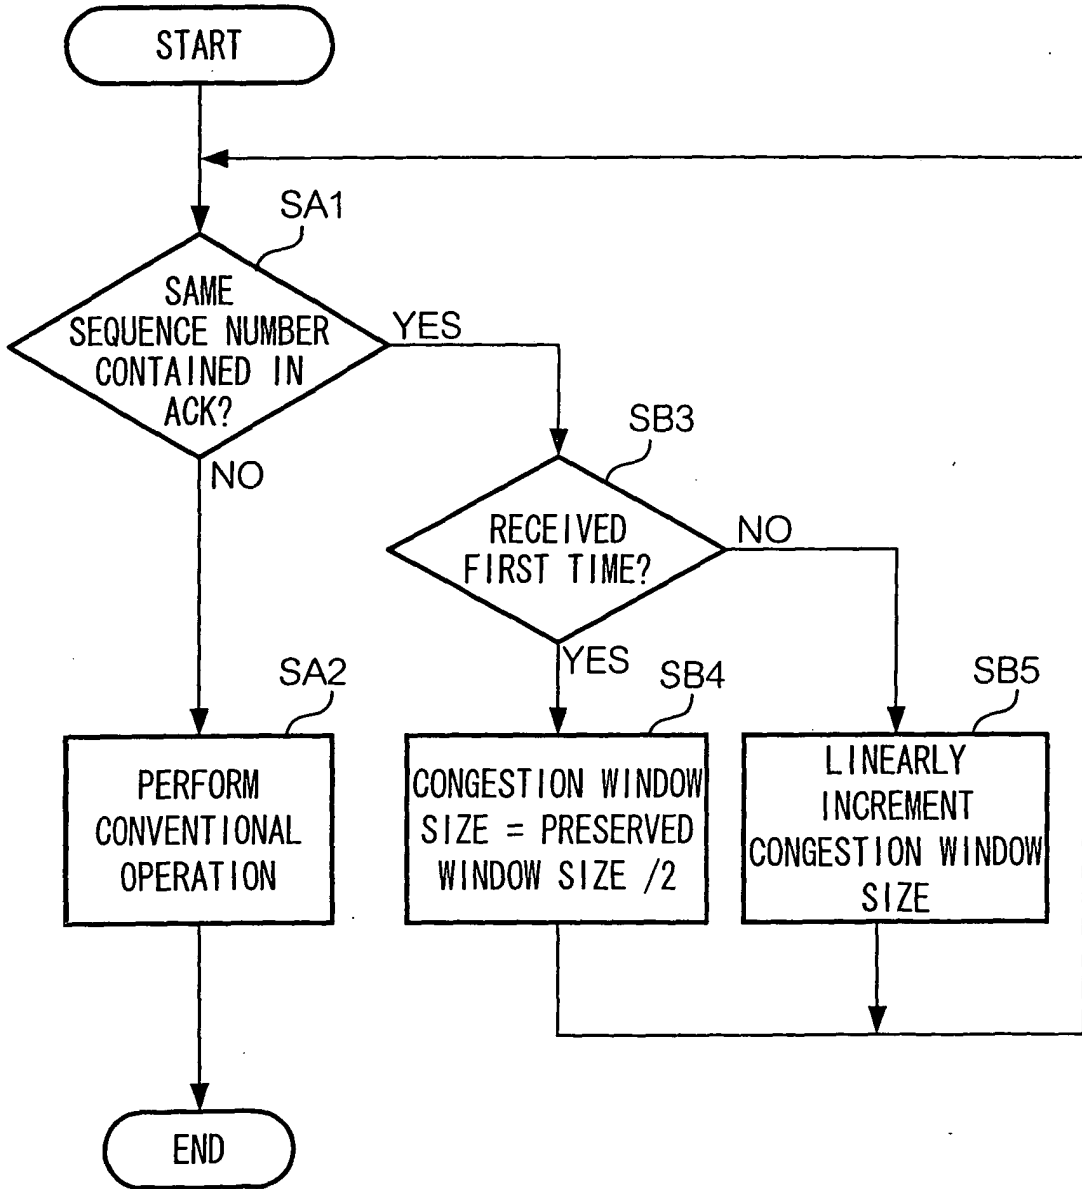 START
SA1
SAME
SEQUENCE NUMBER
CONTAINED IN
ACK?
YES
NO
SB3
RECEIVED
FIRST TIME?
NO
YES
SA2
PERFORM
CONVENTIONAL
OPERATION
SB4
CONGESTION WINDOW
SIZE = PRESERVED
WINDOW SIZE /2
SB5
LINEARLY
INCREMENT
CONGESTION WINDOW
SIZE
END